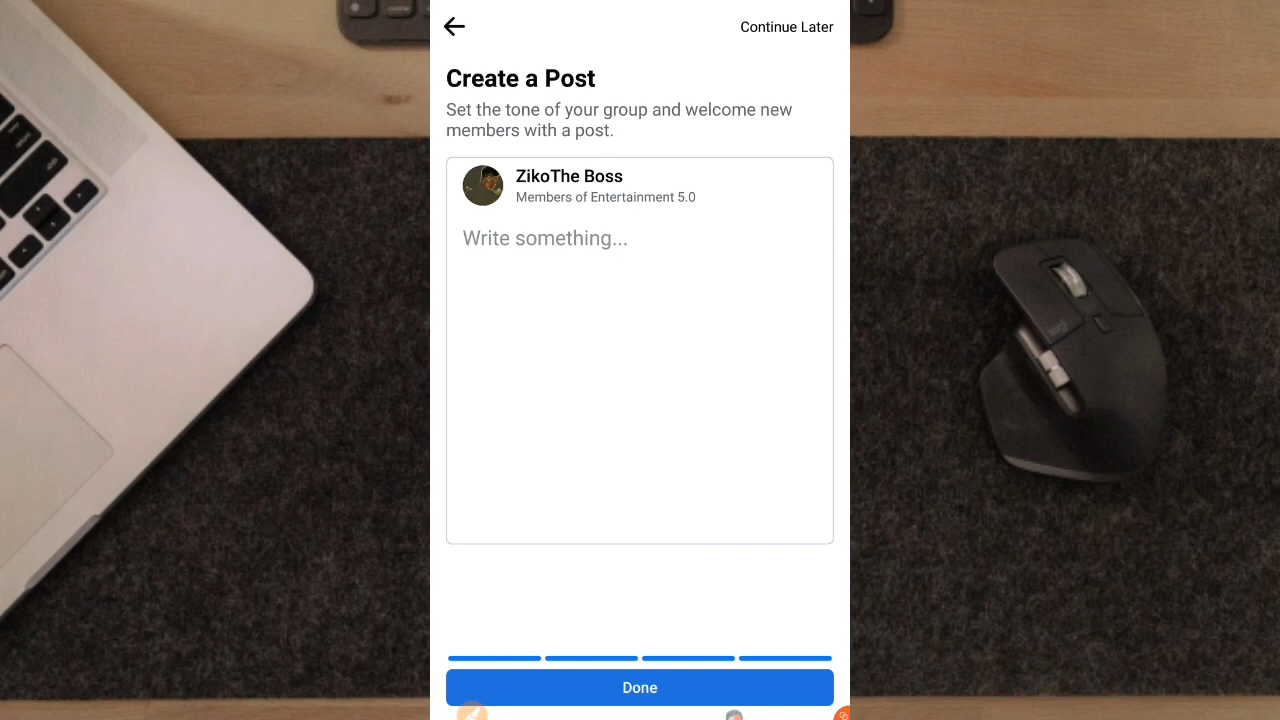 Continue Later
Create a Post
Set the tone of your group and welcome new
members with a post.
ZikoThe Boss
Members of Entertainment 5.0
Write something...
Done
logi